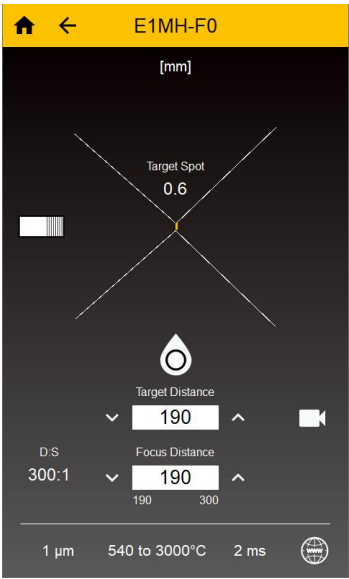 E1MH-F0
[mm]
Target Spot
0.6
Target Distance
190
D:S
Focus Distance
300:1
190
190 300
1 µm 540 to 3000°C 2 ms
www